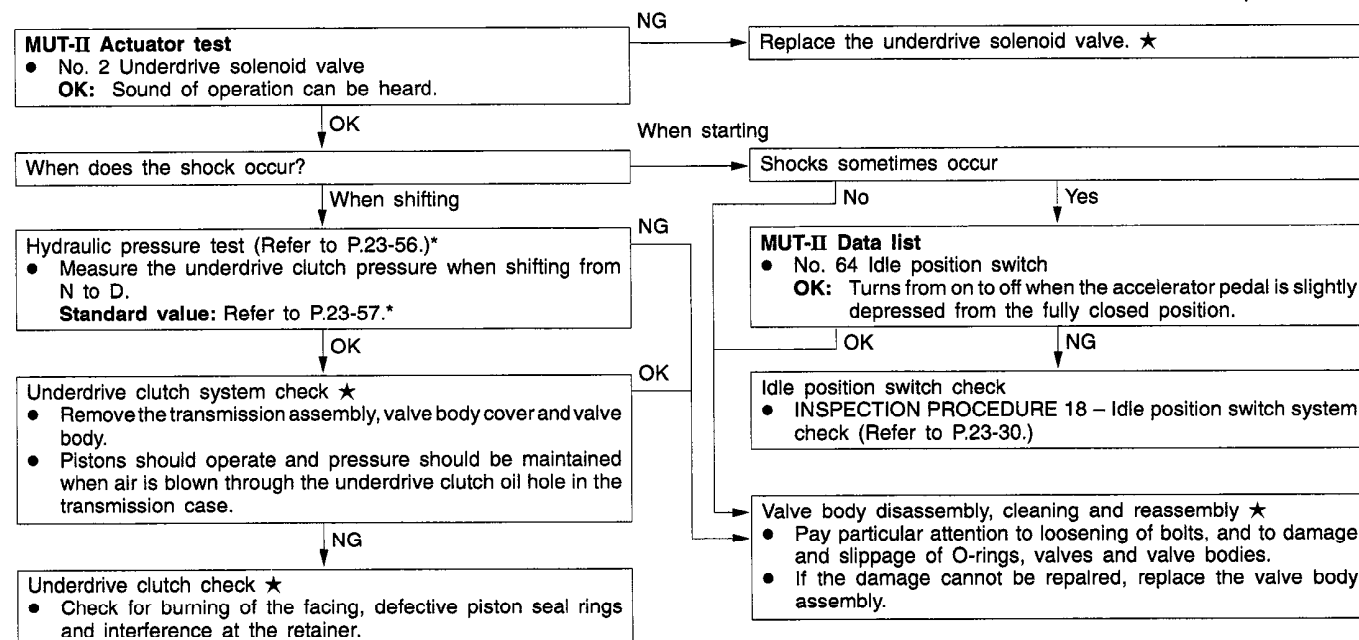 NG
MUT-II Actuator test
● No. 2 Underdrive solenoid valve
OK: Sound of operation can be heard.
Replace the underdrive solenoid valve. ★
OK
When starting
When does the shock occur?
Shocks sometimes occur
When shifting
No
Yes
NG
Hydraulic pressure test (Refer to P.23-56.)*
● Measure the underdrive clutch pressure when shifting from
N to D.
Standard value: Refer to P.23-57.*
MUT-II Data list
● No. 64 Idle position switch
OK: Turns from on to off when the accelerator pedal is slightly
depressed from the fully closed position.
OK
OK
NG
OK
Underdrive clutch system check ★
● Remove the transmission assembly, valve body cover and valve
body.
● Pistons should operate and pressure should be maintained
when air is blown through the underdrive clutch oil hole in the
transmission case.
Idle position switch check
● INSPECTION PROCEDURE 18 – Idle position switch system
check (Refer to P.23-30.)
NG
Valve body disassembly, cleaning and reassembly ★
● Pay particular attention to loosening of bolts, and to damage
and slippage of O-rings, valves and valve bodies.
● If the damage cannot be repaired, replace the valve body
assembly.
Underdrive clutch check ★
● Check for burning of the facing, defective piston seal rings
and interference at the retainer.